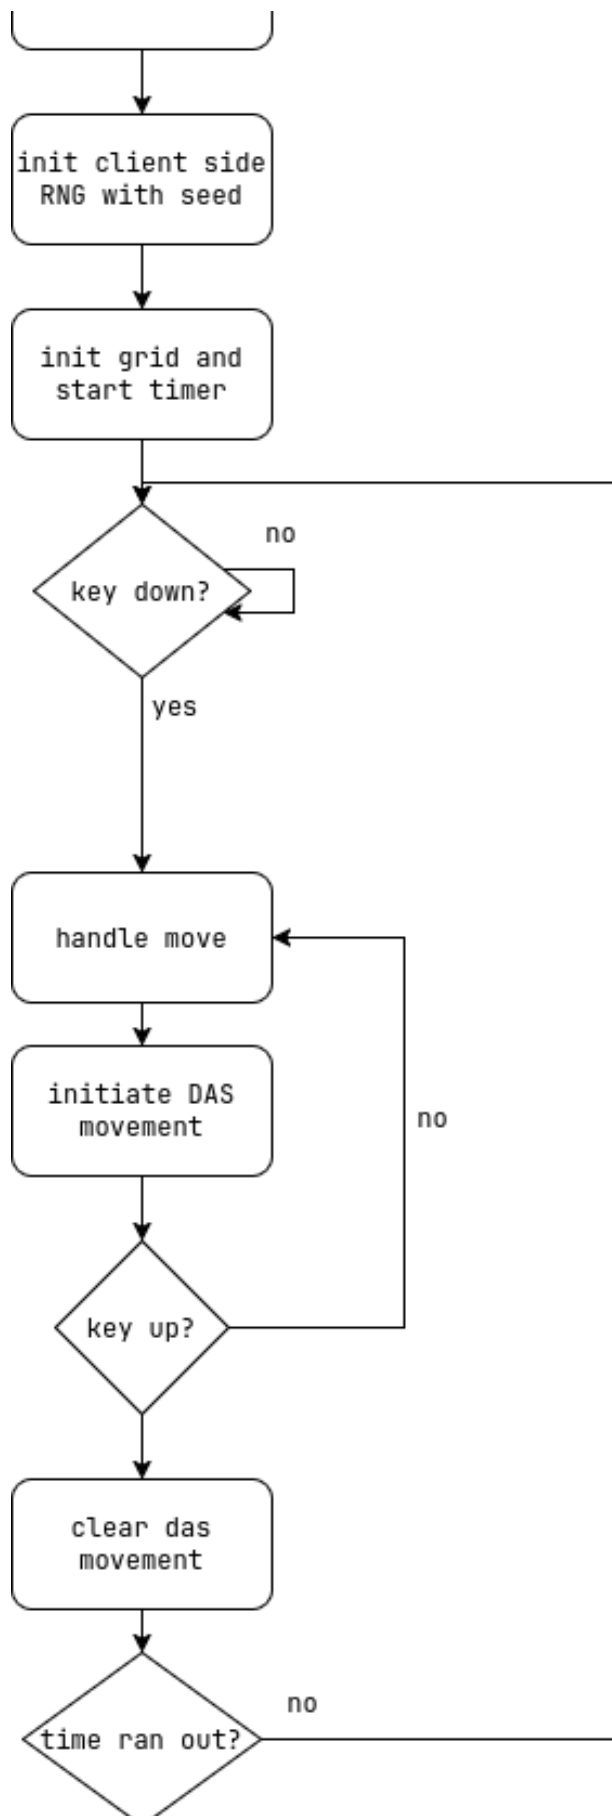 init client side
RNG with seed
init grid and
start timer
no
key down?
yes
handle move
initiate DAS
movement
no
key up?
clear das
movement
no
time ran out?